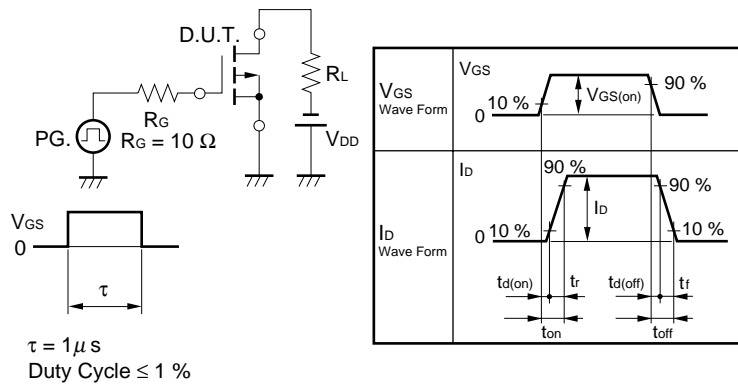 D.U.T.
RL
RG
PG.
RG = 10 Ω
VDD
VGS
0
τ
τ = 1μ s
Duty Cycle ≤ 1 %
VGS
Wave Form
VGS
10 %
0
VGS(on)
90 %
ID
Wave Form
ID
90 %
90 %
ID
0 10 %
10 %
td(on)
tr
td(off)
tf
ton
toff